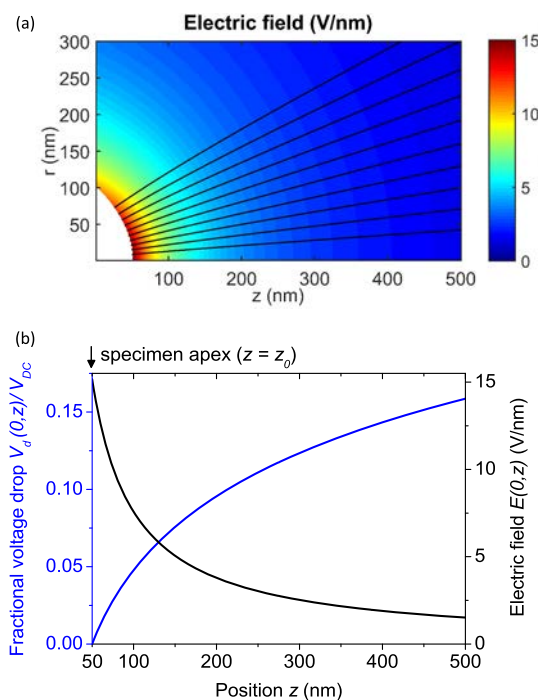 (a)
Electric field (V/nm)
300
250
200
150
100
50
r (nm)
100
200
300
400
500
z (nm)
15
10
5
0
(b)
specimen apex (z = z0)
0.15
0.10
0.05
0.00
Fractional voltage drop Vd(0,z)/VDC
15
10
5
0
Electric field E(0,z) (V/nm)
50 100 200 300 400 500
Position z (nm)